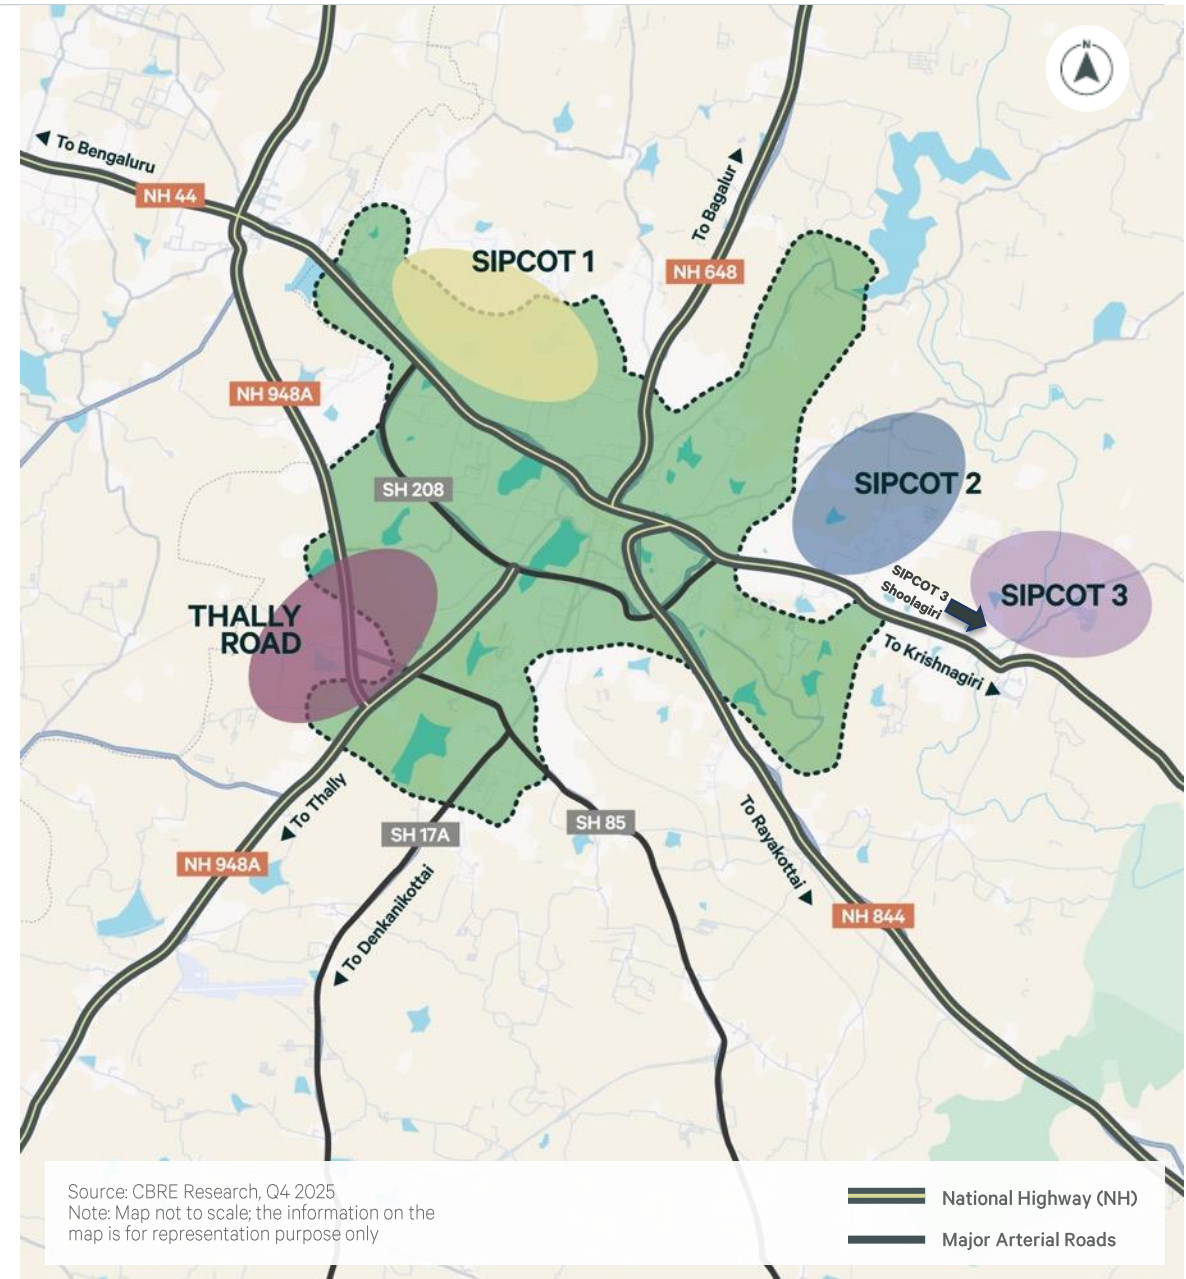 N
To Bengaluru
NH 44
To Bagalur
SIPCOT 1
NH 648
NH 948A
SH 208
SIPCOT 2
SIPCOT 3
Shoolagiri
SIPCOT 3
THALLY
ROAD
To Krishnagiri
To Thally
SH 17A
SH 85
NH 948A
To Denkanikottai
To Rayakottai
NH 844
Source: CBRE Research, Q4 2025
Note: Map not to scale; the information on the
map is for representation purpose only
National Highway (NH)
Major Arterial Roads